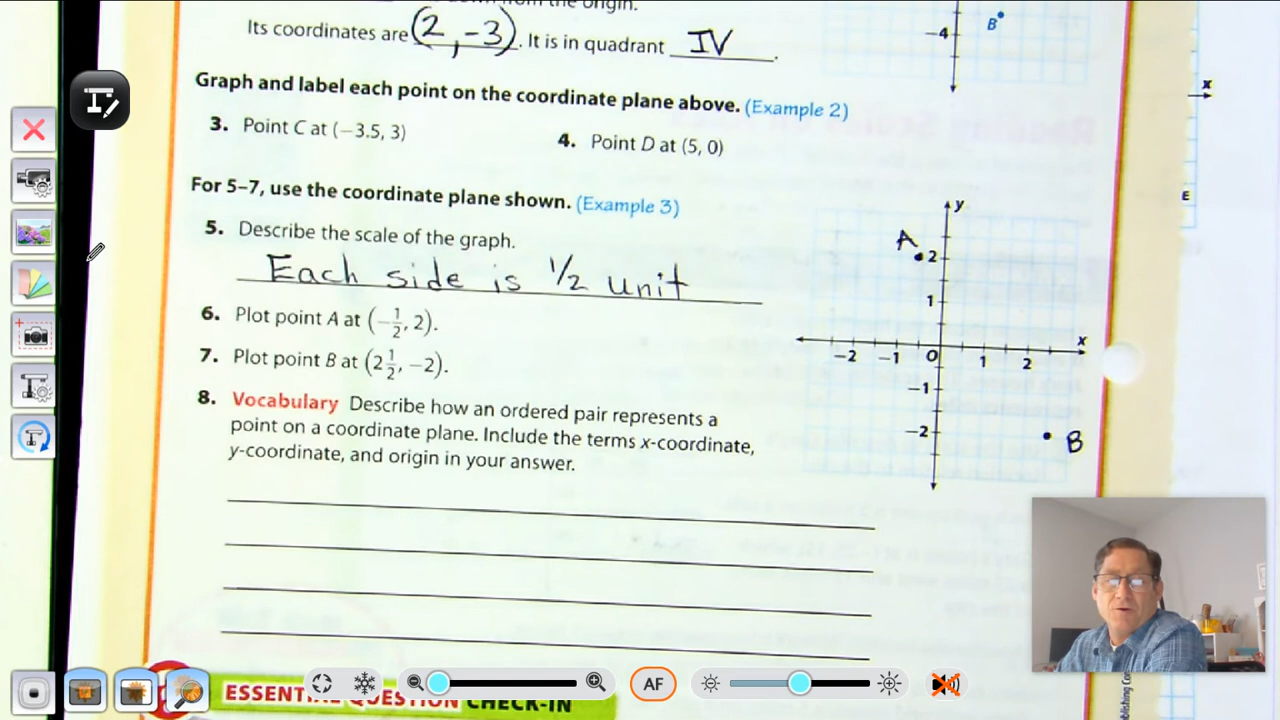 from the origin.
Its coordinates are (2, -3). It is in quadrant IV.
−4
B
x
Graph and label each point on the coordinate plane above. (Example 2)
3. Point C at (−3.5, 3)
4. Point D at (5, 0)
E
For 5–7, use the coordinate plane shown. (Example 3)
5. Describe the scale of the graph.
Each side is 1/2 unit
6. Plot point A at (−1/2, 2).
7. Plot point B at (2 1/2, −2).
8. Vocabulary Describe how an ordered pair represents a
point on a coordinate plane. Include the terms x-coordinate,
y-coordinate, and origin in your answer.
y
A
2
1
x
−2 −1 O 1 2
−1
−2
B
ESSENTIAL QUESTION CHECK-IN
AF